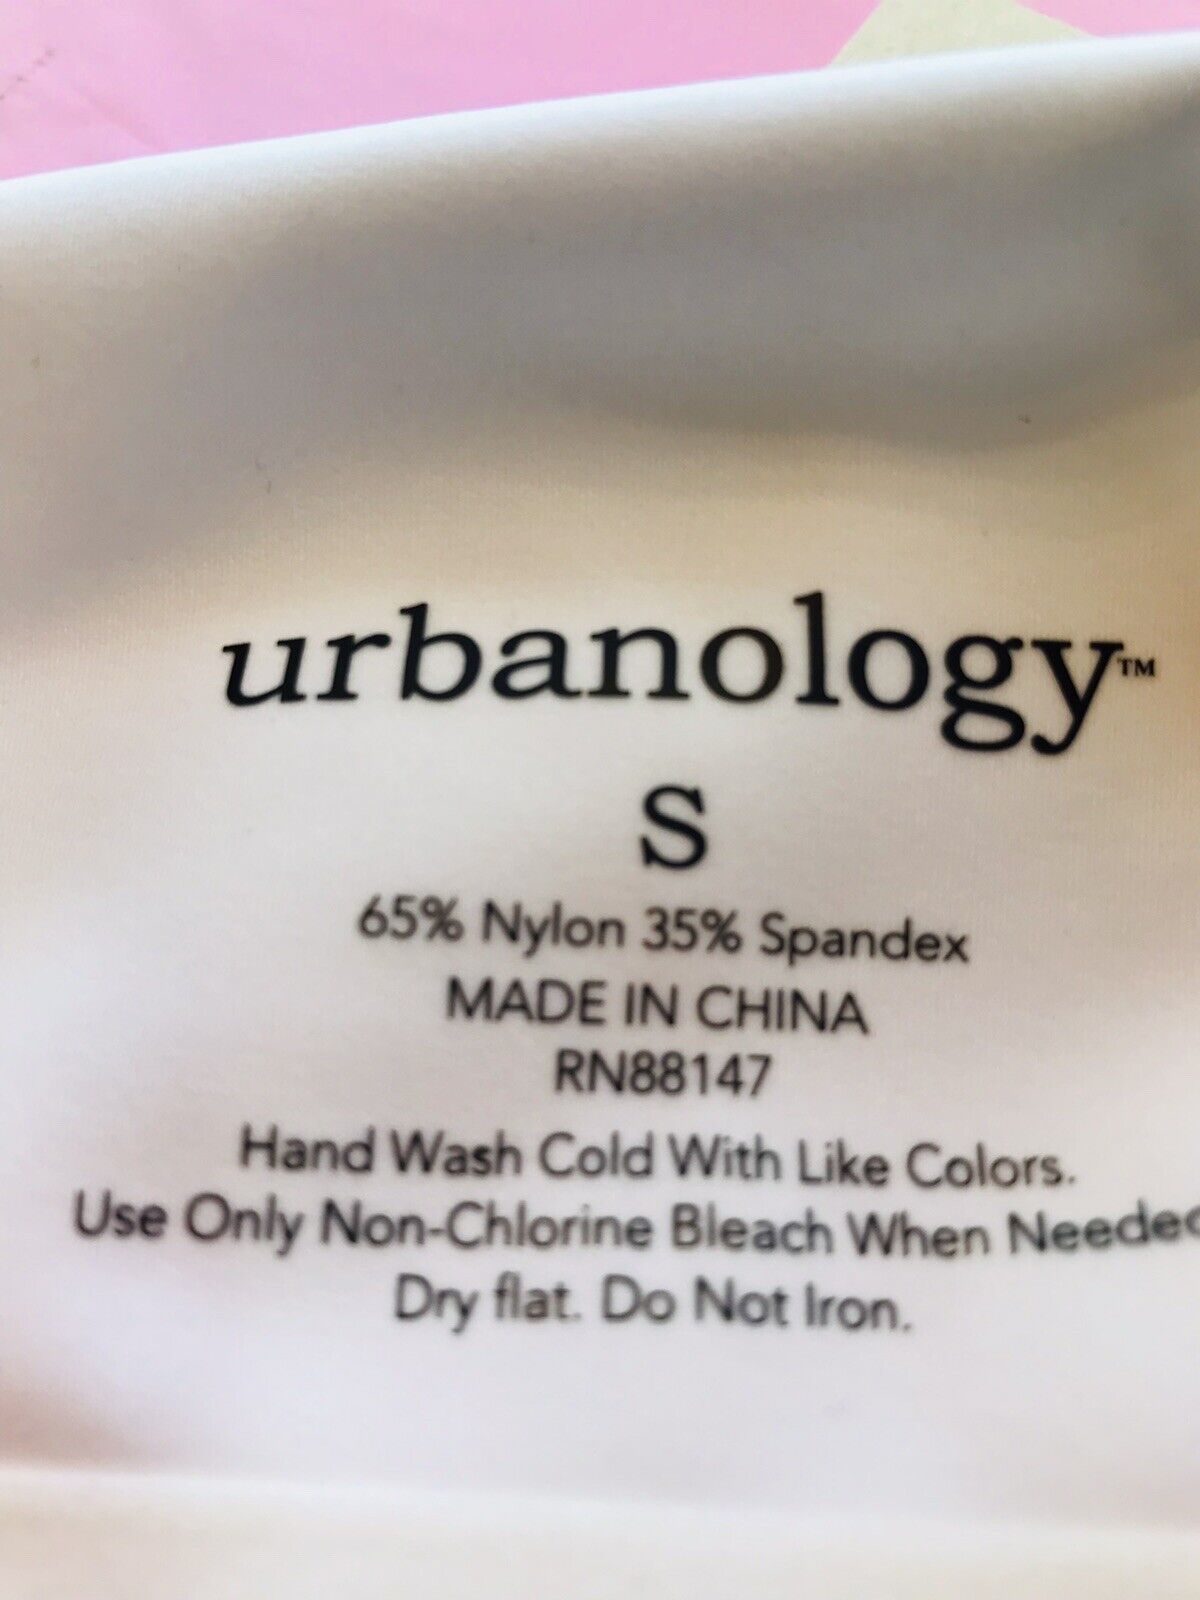 urbanology™
S
65% Nylon 35% Spandex
MADE IN CHINA
RN88147
Hand Wash Cold With Like Colors.
Use Only Non-Chlorine Bleach When Needed
Dry flat. Do Not Iron.